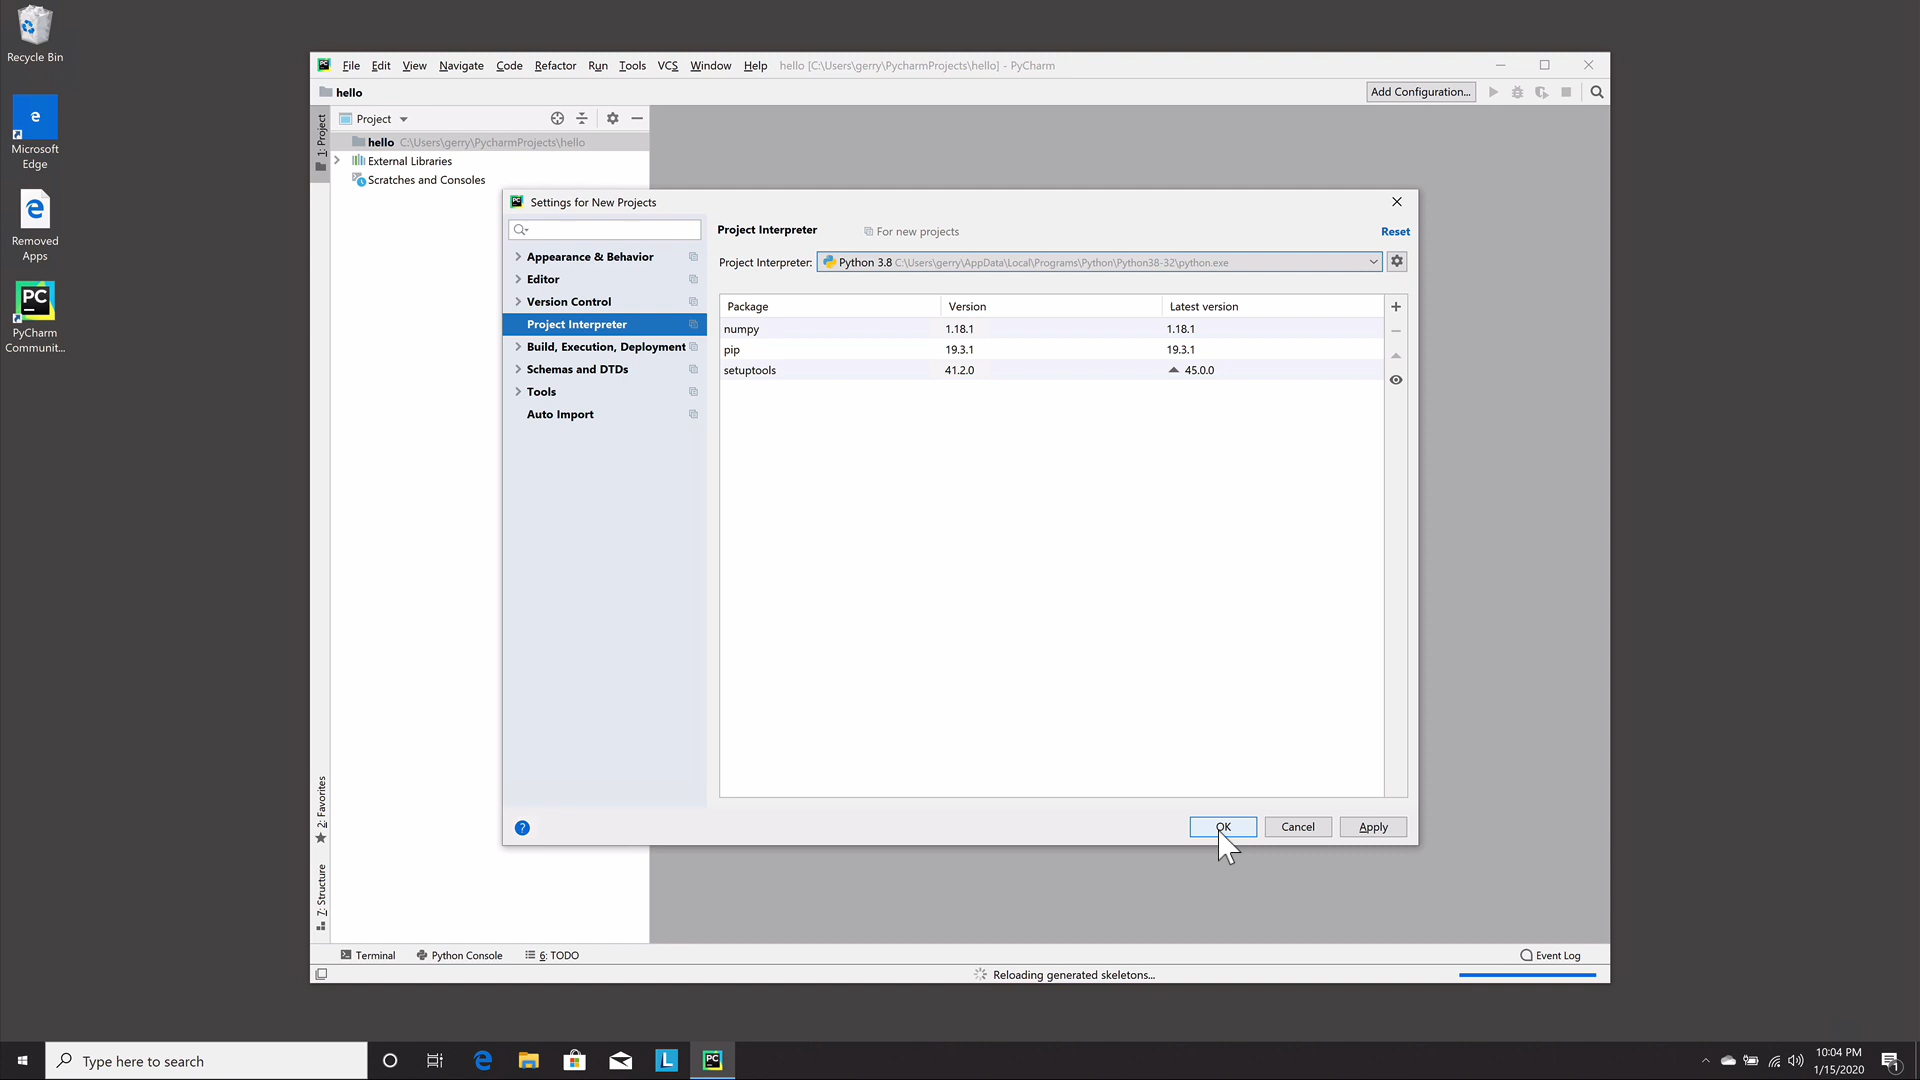 Recycle Bin
Microsoft
Edge
Removed
Apps
PyCharm
Communit...
File Edit View Navigate Code Refactor Run Tools VCS Window Help hello [C:\Users\gerry\PycharmProjects\hello] - PyCharm
hello
Add Configuration...
1: Project
Project
hello C:\Users\gerry\PycharmProjects\hello
External Libraries
Scratches and Consoles
Settings for New Projects
Appearance & Behavior
Editor
Version Control
Project Interpreter
Build, Execution, Deployment
Schemas and DTDs
Tools
Auto Import
Project Interpreter For new projects Reset
Project Interpreter: Python 3.8 C:\Users\gerry\AppData\Local\Programs\Python\Python38-32\python.exe
Package Version Latest version
numpy 1.18.1 1.18.1
pip 19.3.1 19.3.1
setuptools 41.2.0 45.0.0
?
OK Cancel Apply
2: Favorites
7: Structure
Terminal Python Console 6: TODO Event Log
Reloading generated skeletons...
Type here to search
10:04 PM
1/15/2020
1